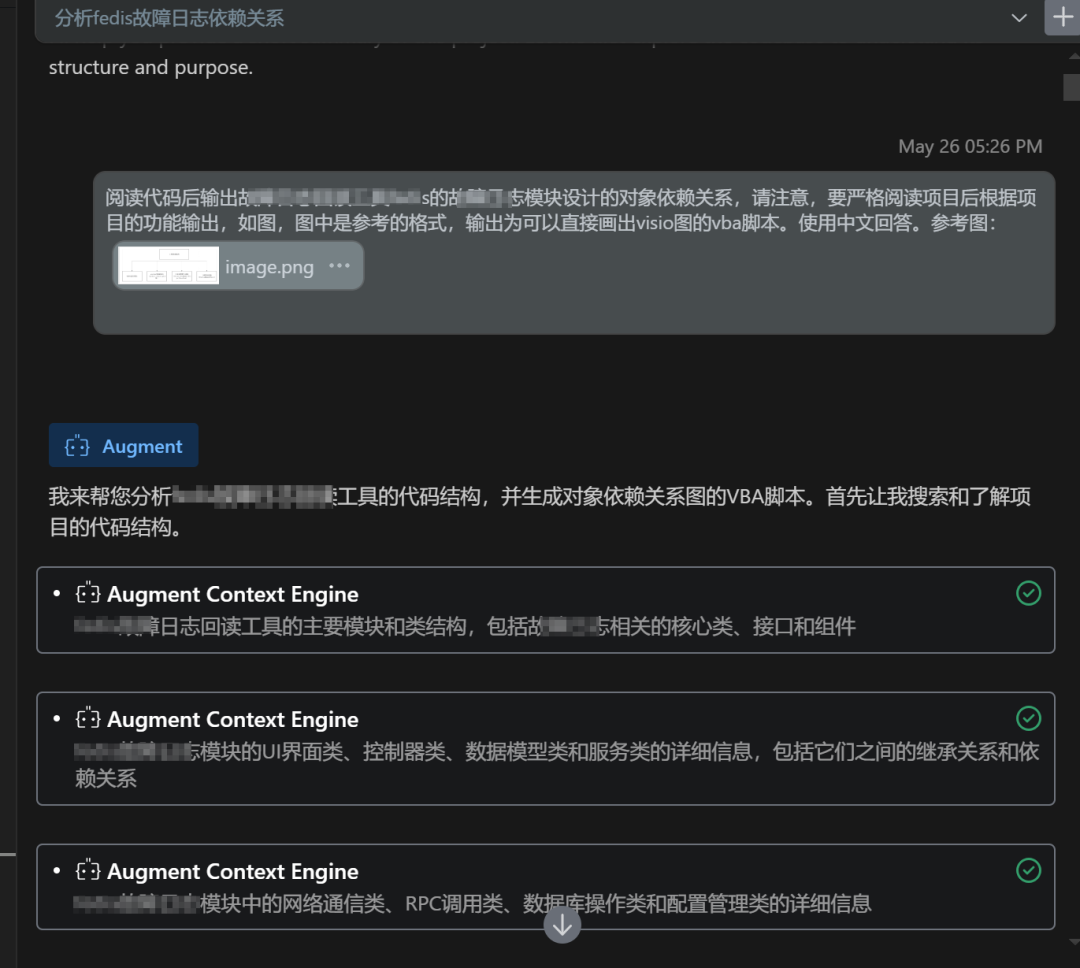 分析fedis故障日志依赖关系
structure and purpose.
May 26 05:26 PM
阅读代码后输出 s的 志模块设计的对象依赖关系，请注意，要严格阅读项目后根据项
目的功能输出，如图，图中是参考的格式，输出为可以直接画出visio图的vba脚本。使用中文回答。参考图：
image.png
Augment
我来帮您分析 工具的代码结构，并生成对象依赖关系图的VBA脚本。首先让我搜索和了解项
目的代码结构。
Augment Context Engine
障日志回读工具的主要模块和类结构，包括故 志相关的核心类、接口和组件
Augment Context Engine
志模块的UI界面类、控制器类、数据模型类和服务类的详细信息，包括它们之间的继承关系和依
赖关系
Augment Context Engine
模块中的网络通信类、RPC调用类、数据库操作类和配置管理类的详细信息